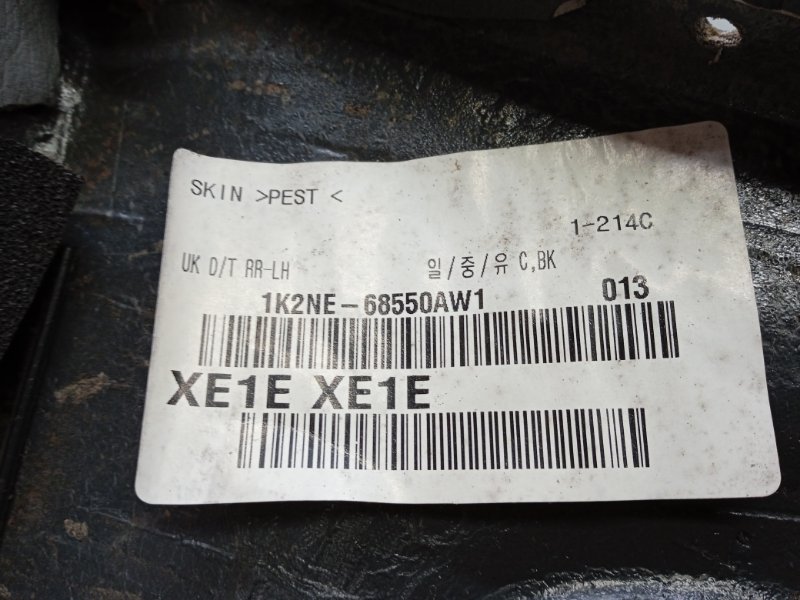 SKIN >PEST <
1-214C
UK D/T RR-LH 일/중/유 C,BK
1K2NE-68550AW1 013
XE1E XE1E